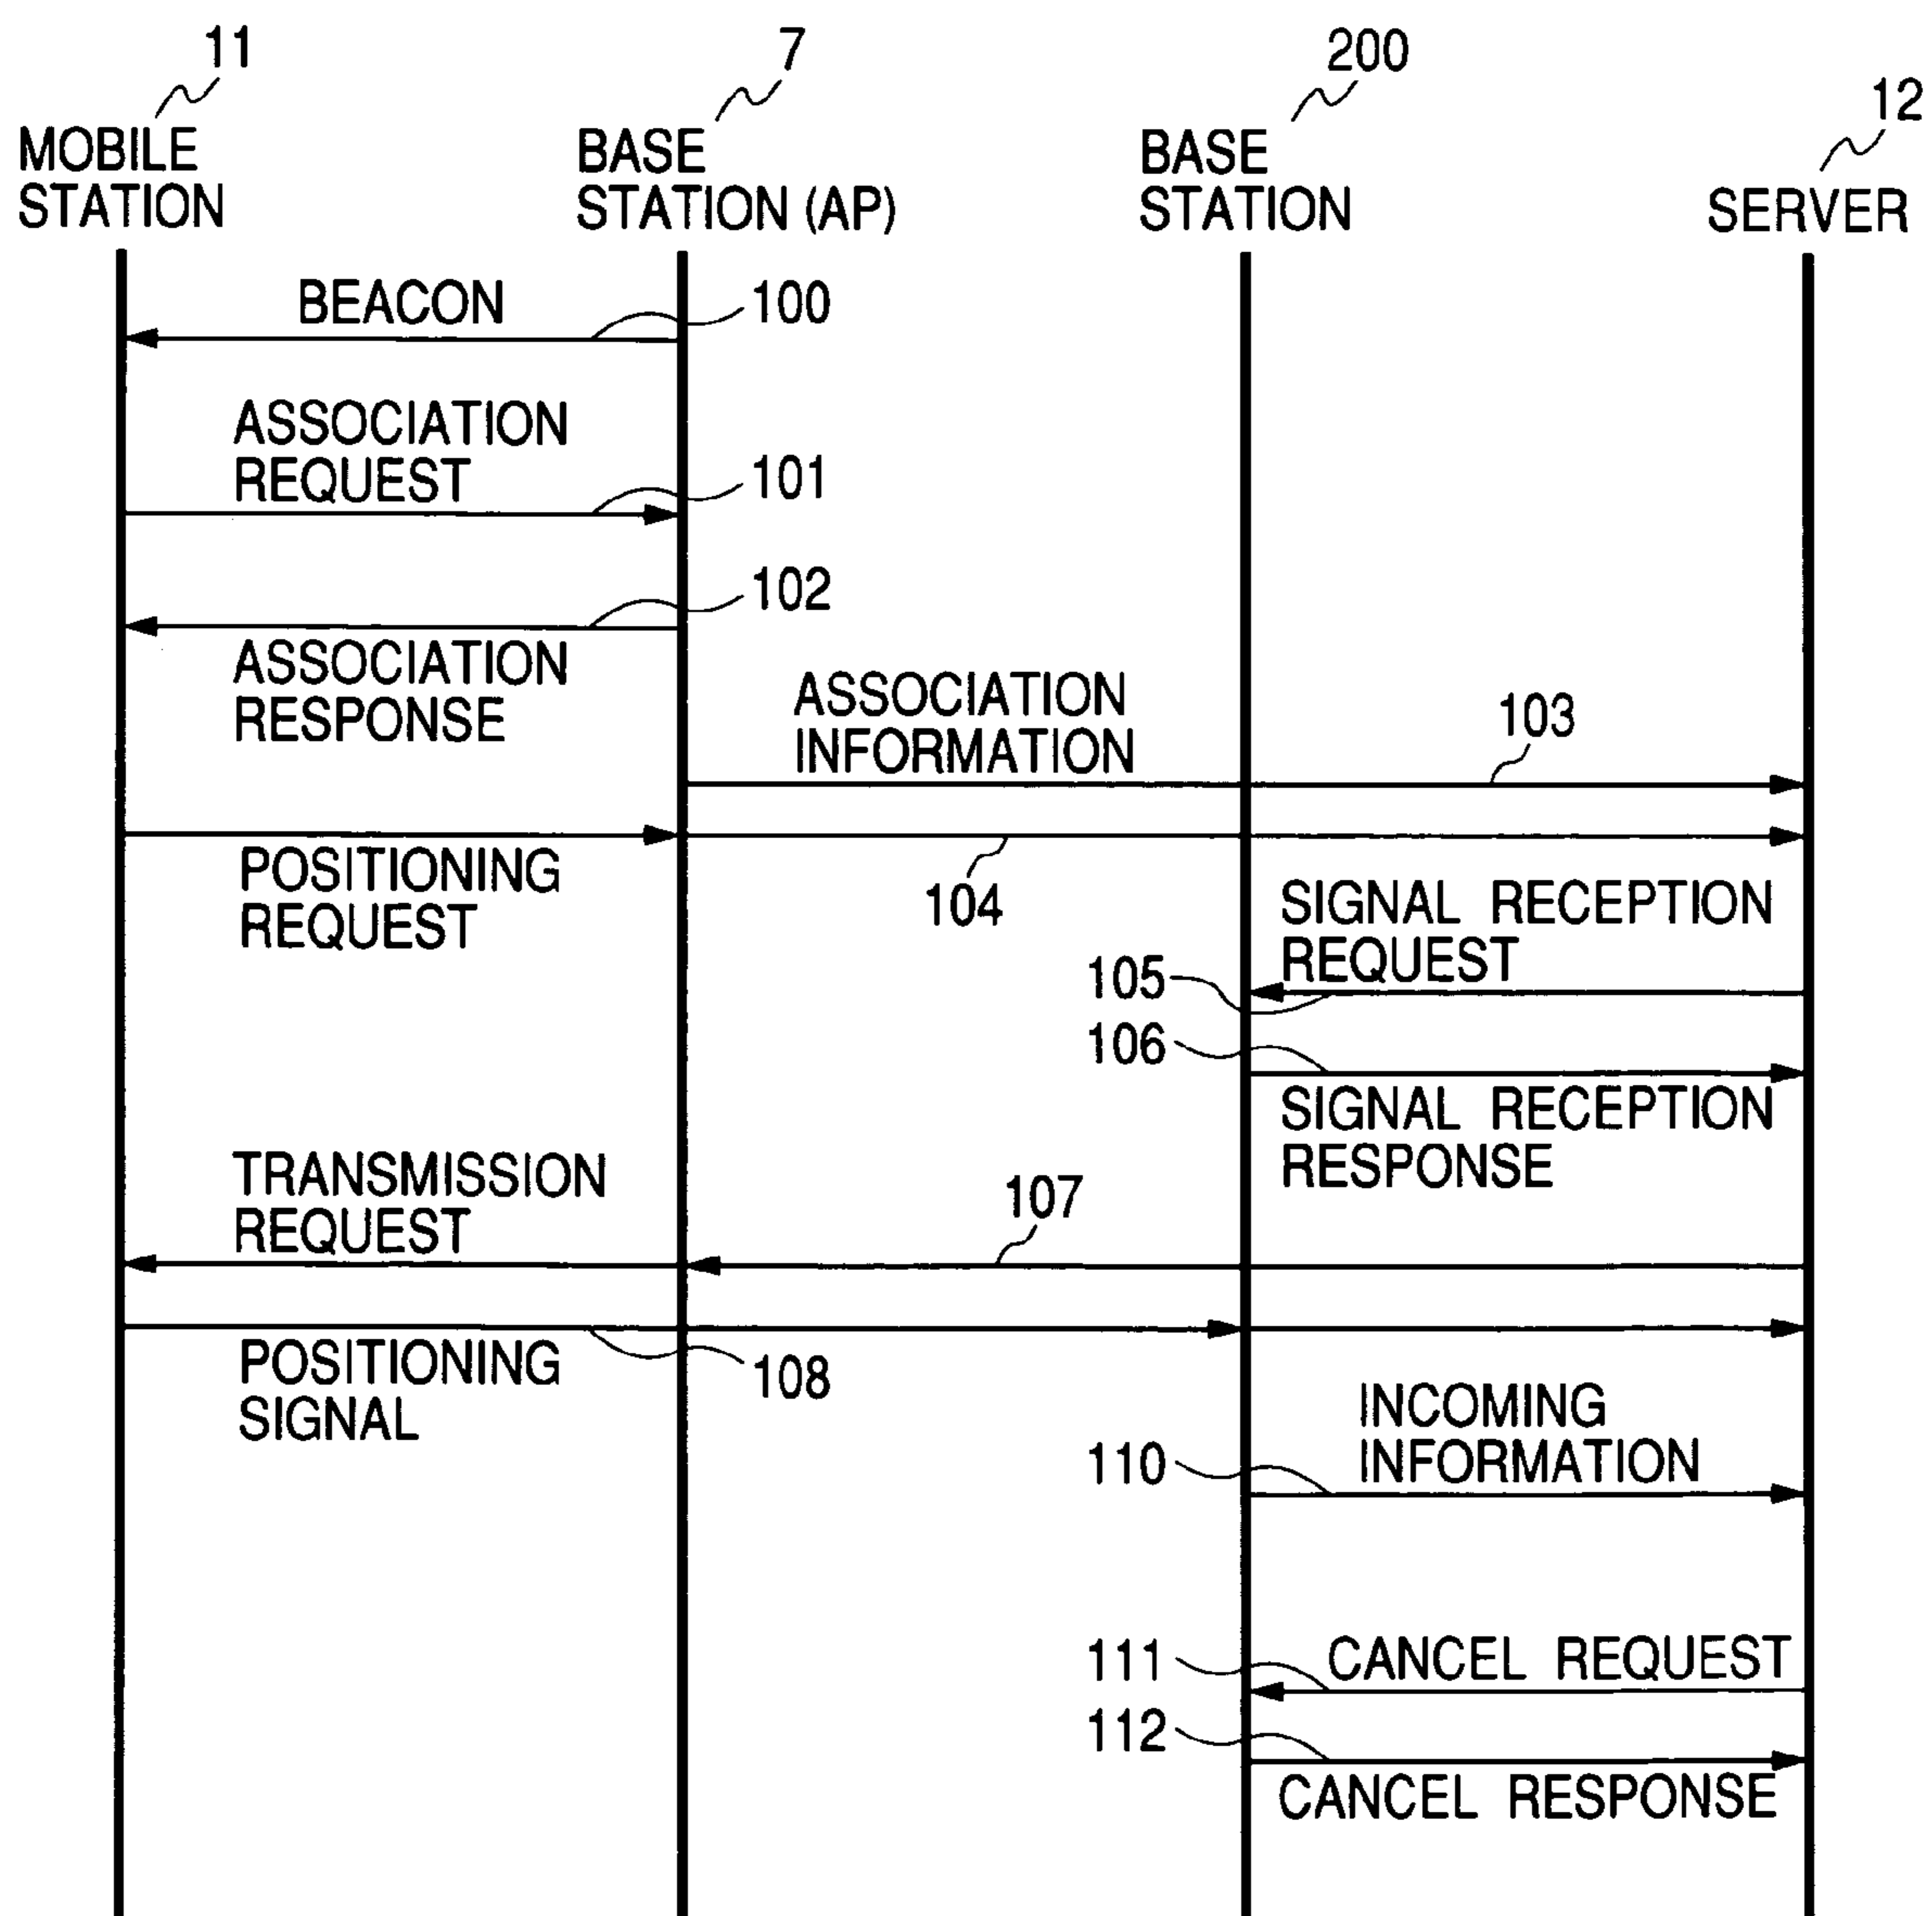 11
7
200
12
MOBILE
STATION
BASE
STATION (AP)
BASE
STATION
SERVER
BEACON
100
ASSOCIATION
REQUEST
101
102
ASSOCIATION
RESPONSE
ASSOCIATION
INFORMATION
103
POSITIONING
REQUEST
104
SIGNAL RECEPTION
REQUEST
105
106
SIGNAL RECEPTION
RESPONSE
TRANSMISSION
REQUEST
107
POSITIONING
SIGNAL
108
INCOMING
INFORMATION
110
111
CANCEL REQUEST
112
CANCEL RESPONSE